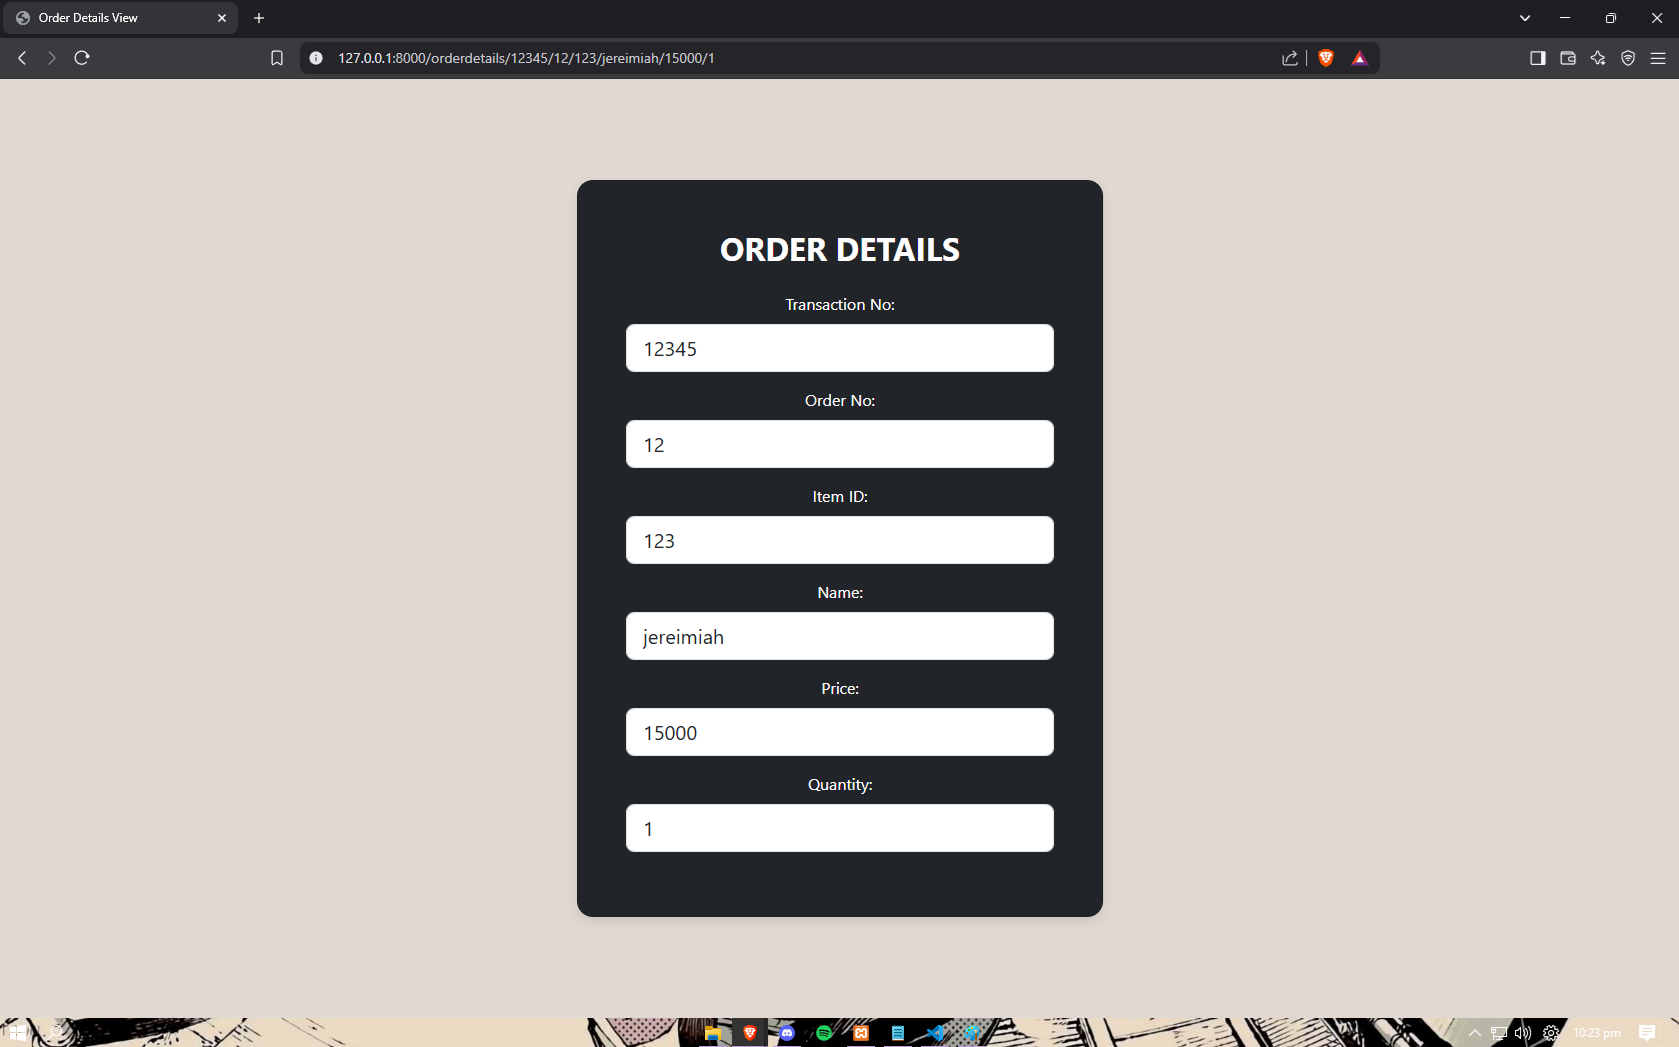 Order Details View
127.0.0.1:8000/orderdetails/12345/12/123/jereimiah/15000/1
ORDER DETAILS
Transaction No:
12345
Order No:
12
Item ID:
123
Name:
jereimiah
Price:
15000
Quantity:
1
10:23 pm